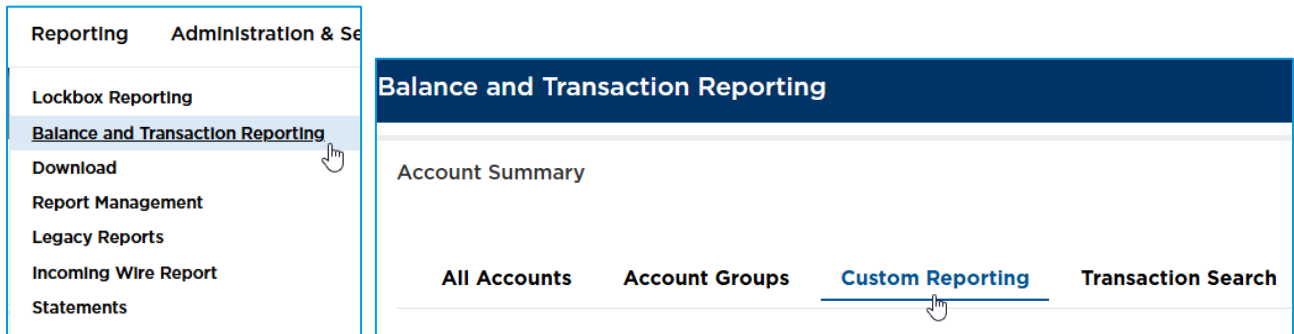 Reporting Administration & Se
Lockbox Reporting
Balance and Transaction Reporting
Download
Report Management
Legacy Reports
Incoming Wire Report
Statements
Balance and Transaction Reporting
Account Summary
All Accounts Account Groups Custom Reporting Transaction Search